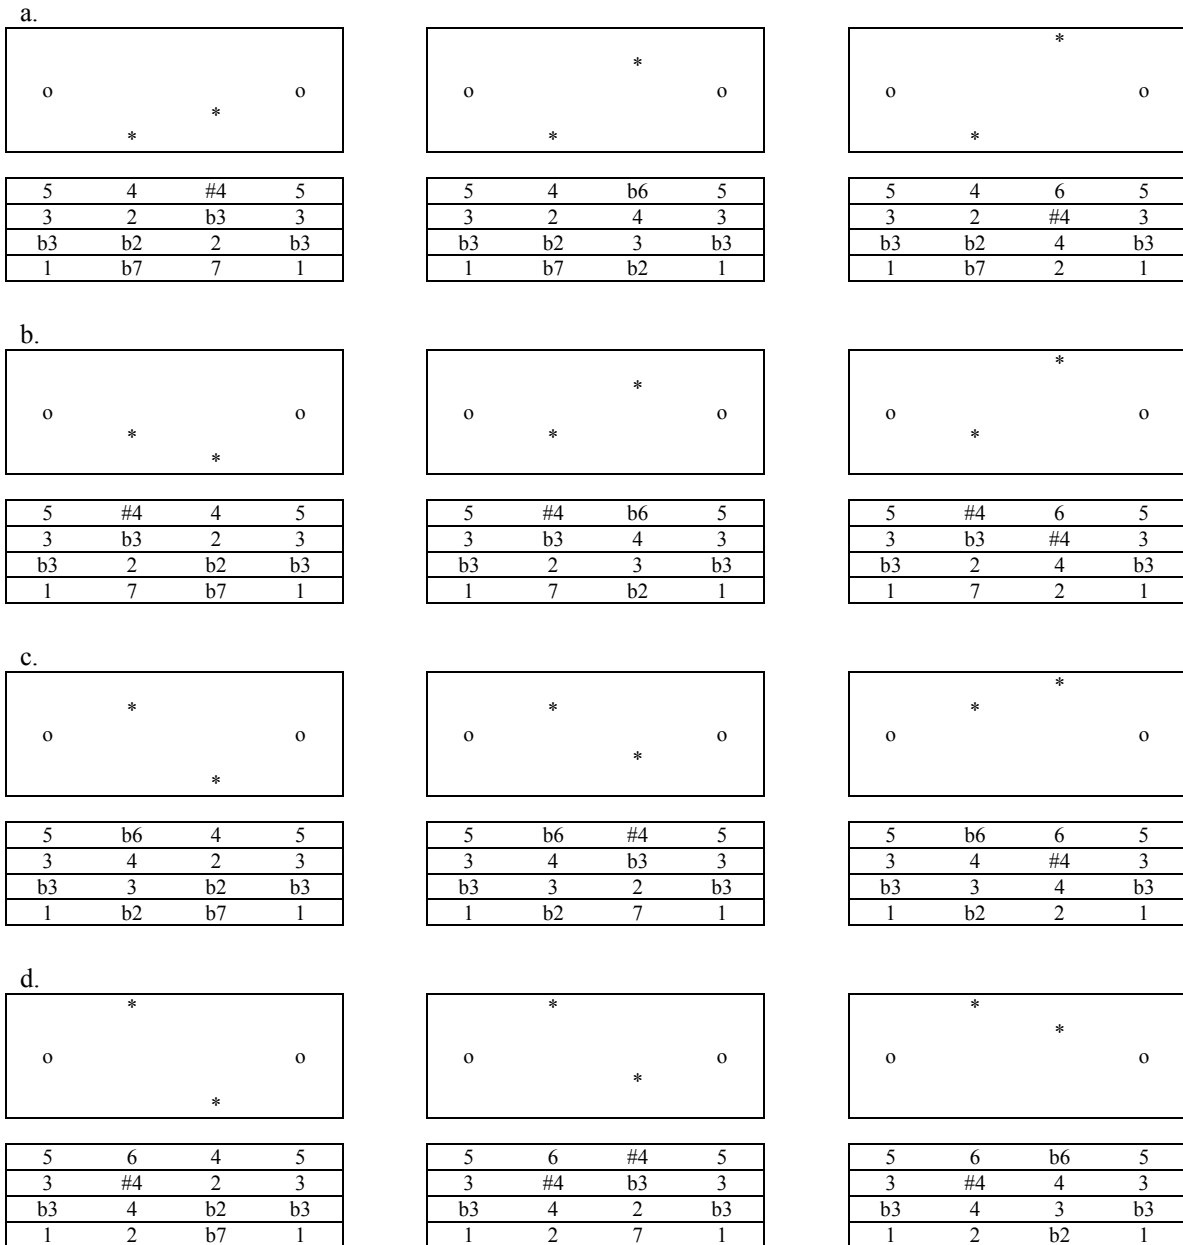 a.
* 
*
o o o o o o
*
* * *
5 4 #4 5 5 4 b6 5 5 4 6 5
3 2 b3 3 3 2 4 3 3 2 #4 3
b3 b2 2 b3 b3 b2 3 b3 b3 b2 4 b3
1 b7 7 1 1 b7 b2 1 1 b7 2 1
b.
*
*
o o o o o o
* * *
*
5 #4 4 5 5 #4 b6 5 5 #4 6 5
3 b3 2 3 3 b3 4 3 3 b3 #4 3
b3 2 b2 b3 b3 2 3 b3 b3 2 4 b3
1 7 b7 1 1 7 b2 1 1 7 2 1
c.
*
* * *
o o o o o o
*
*
5 b6 4 5 5 b6 #4 5 5 b6 6 5
3 4 2 3 3 4 b3 3 3 4 #4 3
b3 3 b2 b3 b3 3 2 b3 b3 3 4 b3
1 b2 b7 1 1 b2 7 1 1 b2 2 1
d.
* * *
*
o o o o o o
*
*
5 6 4 5 5 6 #4 5 5 6 b6 5
3 #4 2 3 3 #4 b3 3 3 #4 4 3
b3 4 b2 b3 b3 4 2 b3 b3 4 3 b3
1 2 b7 1 1 2 7 1 1 2 b2 1